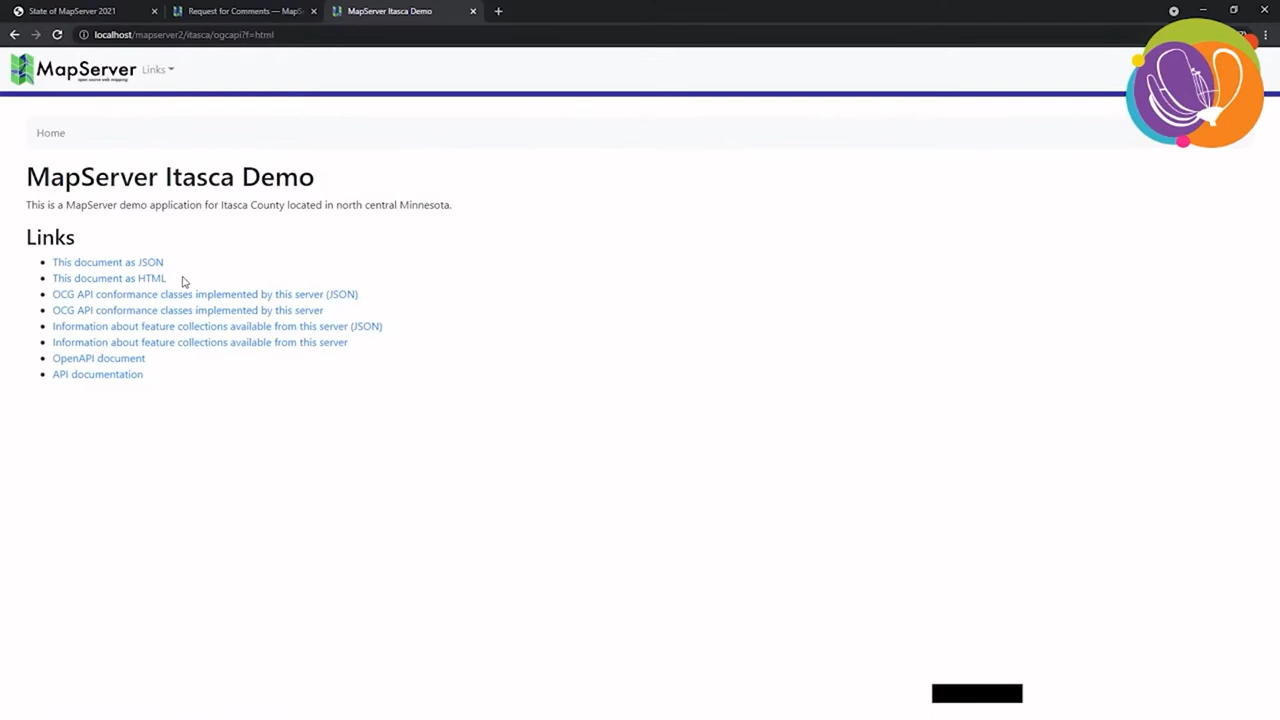 State of MapServer 2021
Request for Comments — MapS
MapServer Itasca Demo
localhost/mapserver2/itasca/ogcapi?f=html
MapServer
open source web mapping
Links
Home
MapServer Itasca Demo
This is a MapServer demo application for Itasca County located in north central Minnesota.
Links
This document as JSON
This document as HTML
OCG API conformance classes implemented by this server (JSON)
OCG API conformance classes implemented by this server
Information about feature collections available from this server (JSON)
Information about feature collections available from this server
OpenAPI document
API documentation